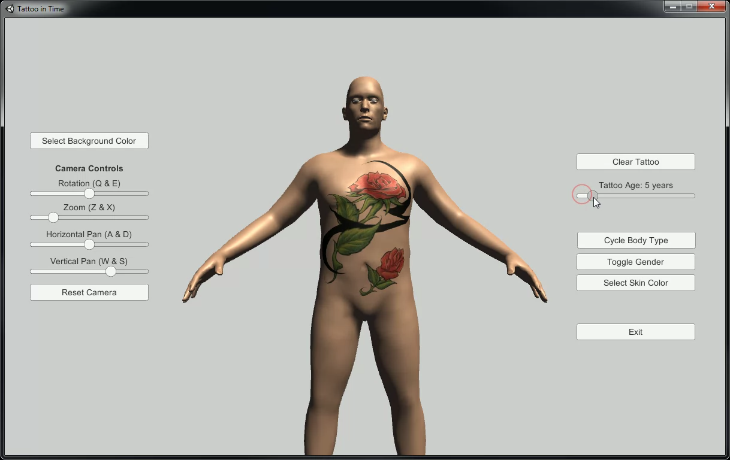 Tattoo in Time
Select Background Color
Camera Controls
Rotation (Q & E)
Zoom (Z & X)
Horizontal Pan (A & D)
Vertical Pan (W & S)
Reset Camera
Clear Tattoo
Tattoo Age: 5 years
Cycle Body Type
Toggle Gender
Select Skin Color
Exit